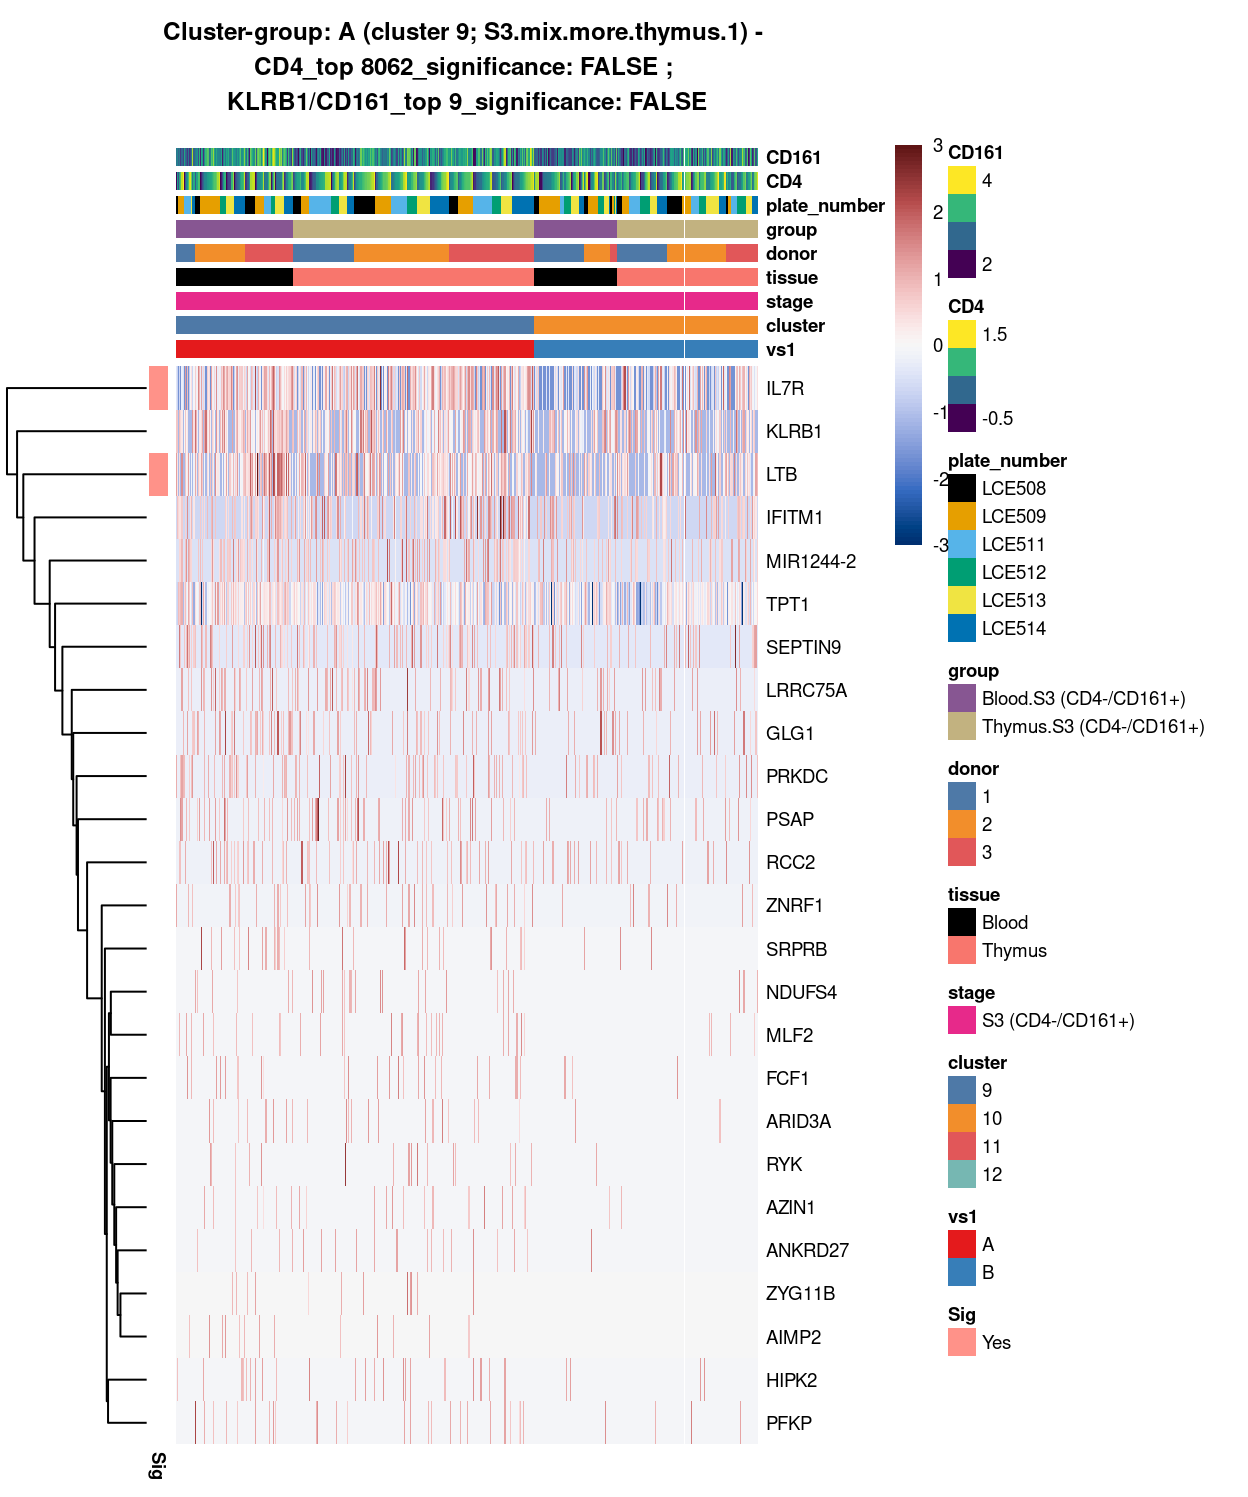 Cluster-group: A (cluster 9; S3.mix.more.thymus.1) -
CD4_top 8062_significance: FALSE ;
KLRB1/CD161_top 9_significance: FALSE
CD161
CD4
plate_number
group
donor
tissue
stage
cluster
vs1
IL7R
KLRB1
LTB
IFITM1
MIR1244-2
TPT1
SEPTIN9
LRRC75A
GLG1
PRKDC
PSAP
RCC2
ZNRF1
SRPRB
NDUFS4
MLF2
FCF1
ARID3A
RYK
AZIN1
ANKRD27
ZYG11B
AIMP2
HIPK2
PFKP
Sig
3
2
1
0
-1
-2
-3
CD161
4
2
CD4
1.5
-0.5
plate_number
LCE508
LCE509
LCE511
LCE512
LCE513
LCE514
group
Blood.S3 (CD4-/CD161+)
Thymus.S3 (CD4-/CD161+)
donor
1
2
3
tissue
Blood
Thymus
stage
S3 (CD4-/CD161+)
cluster
9
10
11
12
vs1
A
B
Sig
Yes